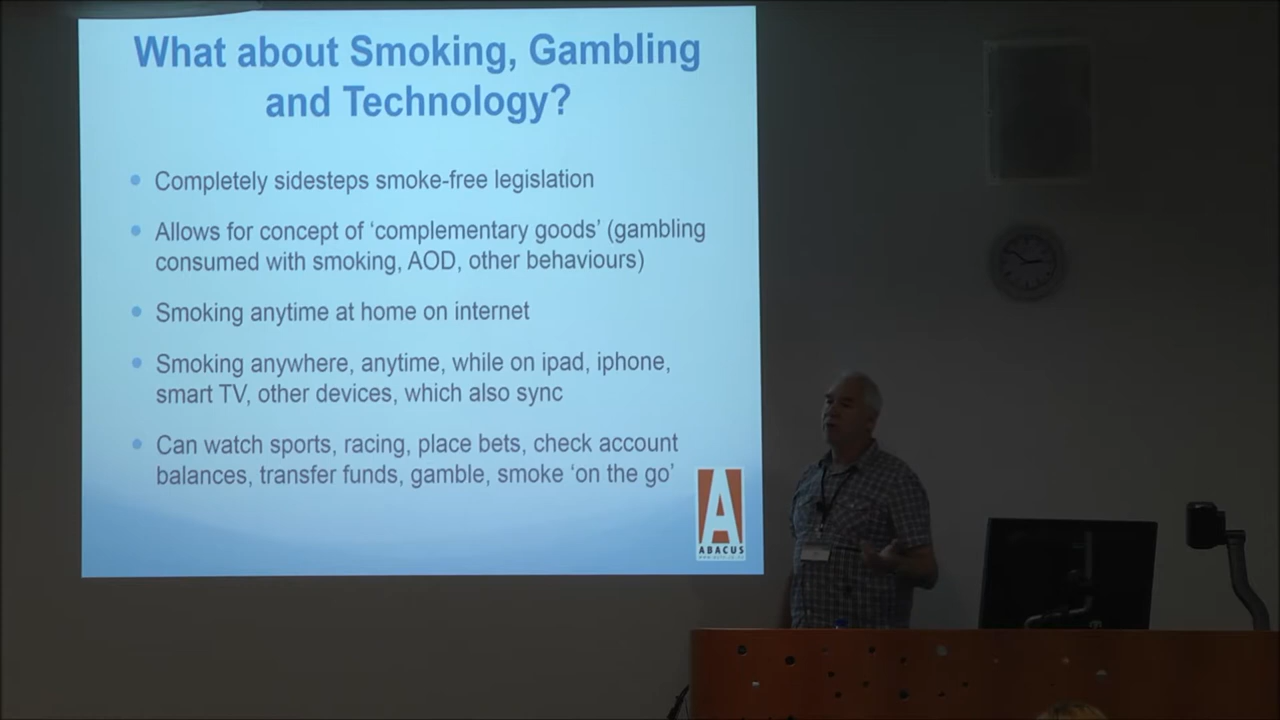 What about Smoking, Gambling
and Technology?
• Completely sidesteps smoke-free legislation
• Allows for concept of ‘complementary goods’ (gambling
consumed with smoking, AOD, other behaviours)
• Smoking anytime at home on internet
• Smoking anywhere, anytime, while on ipad, iphone,
smart TV, other devices, which also sync
• Can watch sports, racing, place bets, check account
balances, transfer funds, gamble, smoke ‘on the go’
A
ABACUS